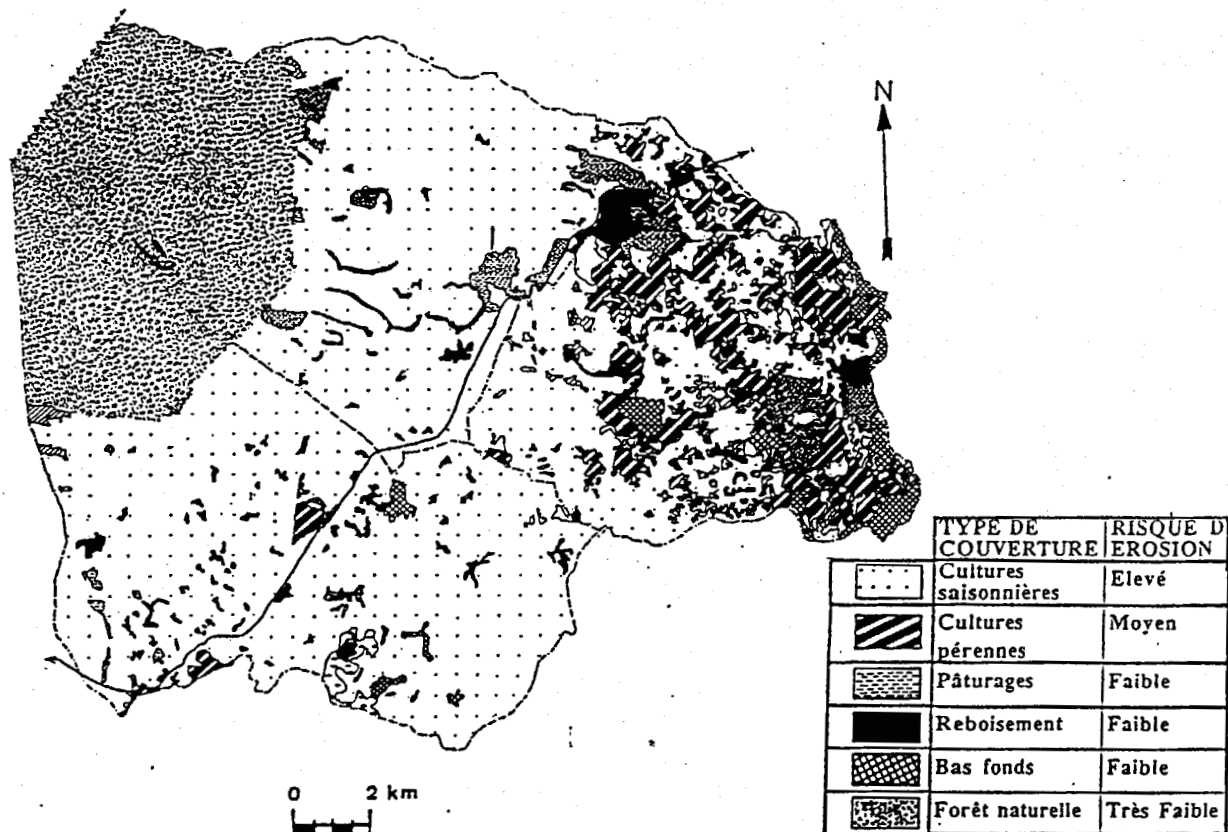 N
TYPE DE COUVERTURE | RISQUE D EROSION
Cultures saisonnières | Elevé
Cultures pérennes | Moyen
Pâturages | Faible
Reboisement | Faible
Bas fonds | Faible
Forêt naturelle | Très Faible
0 2 km